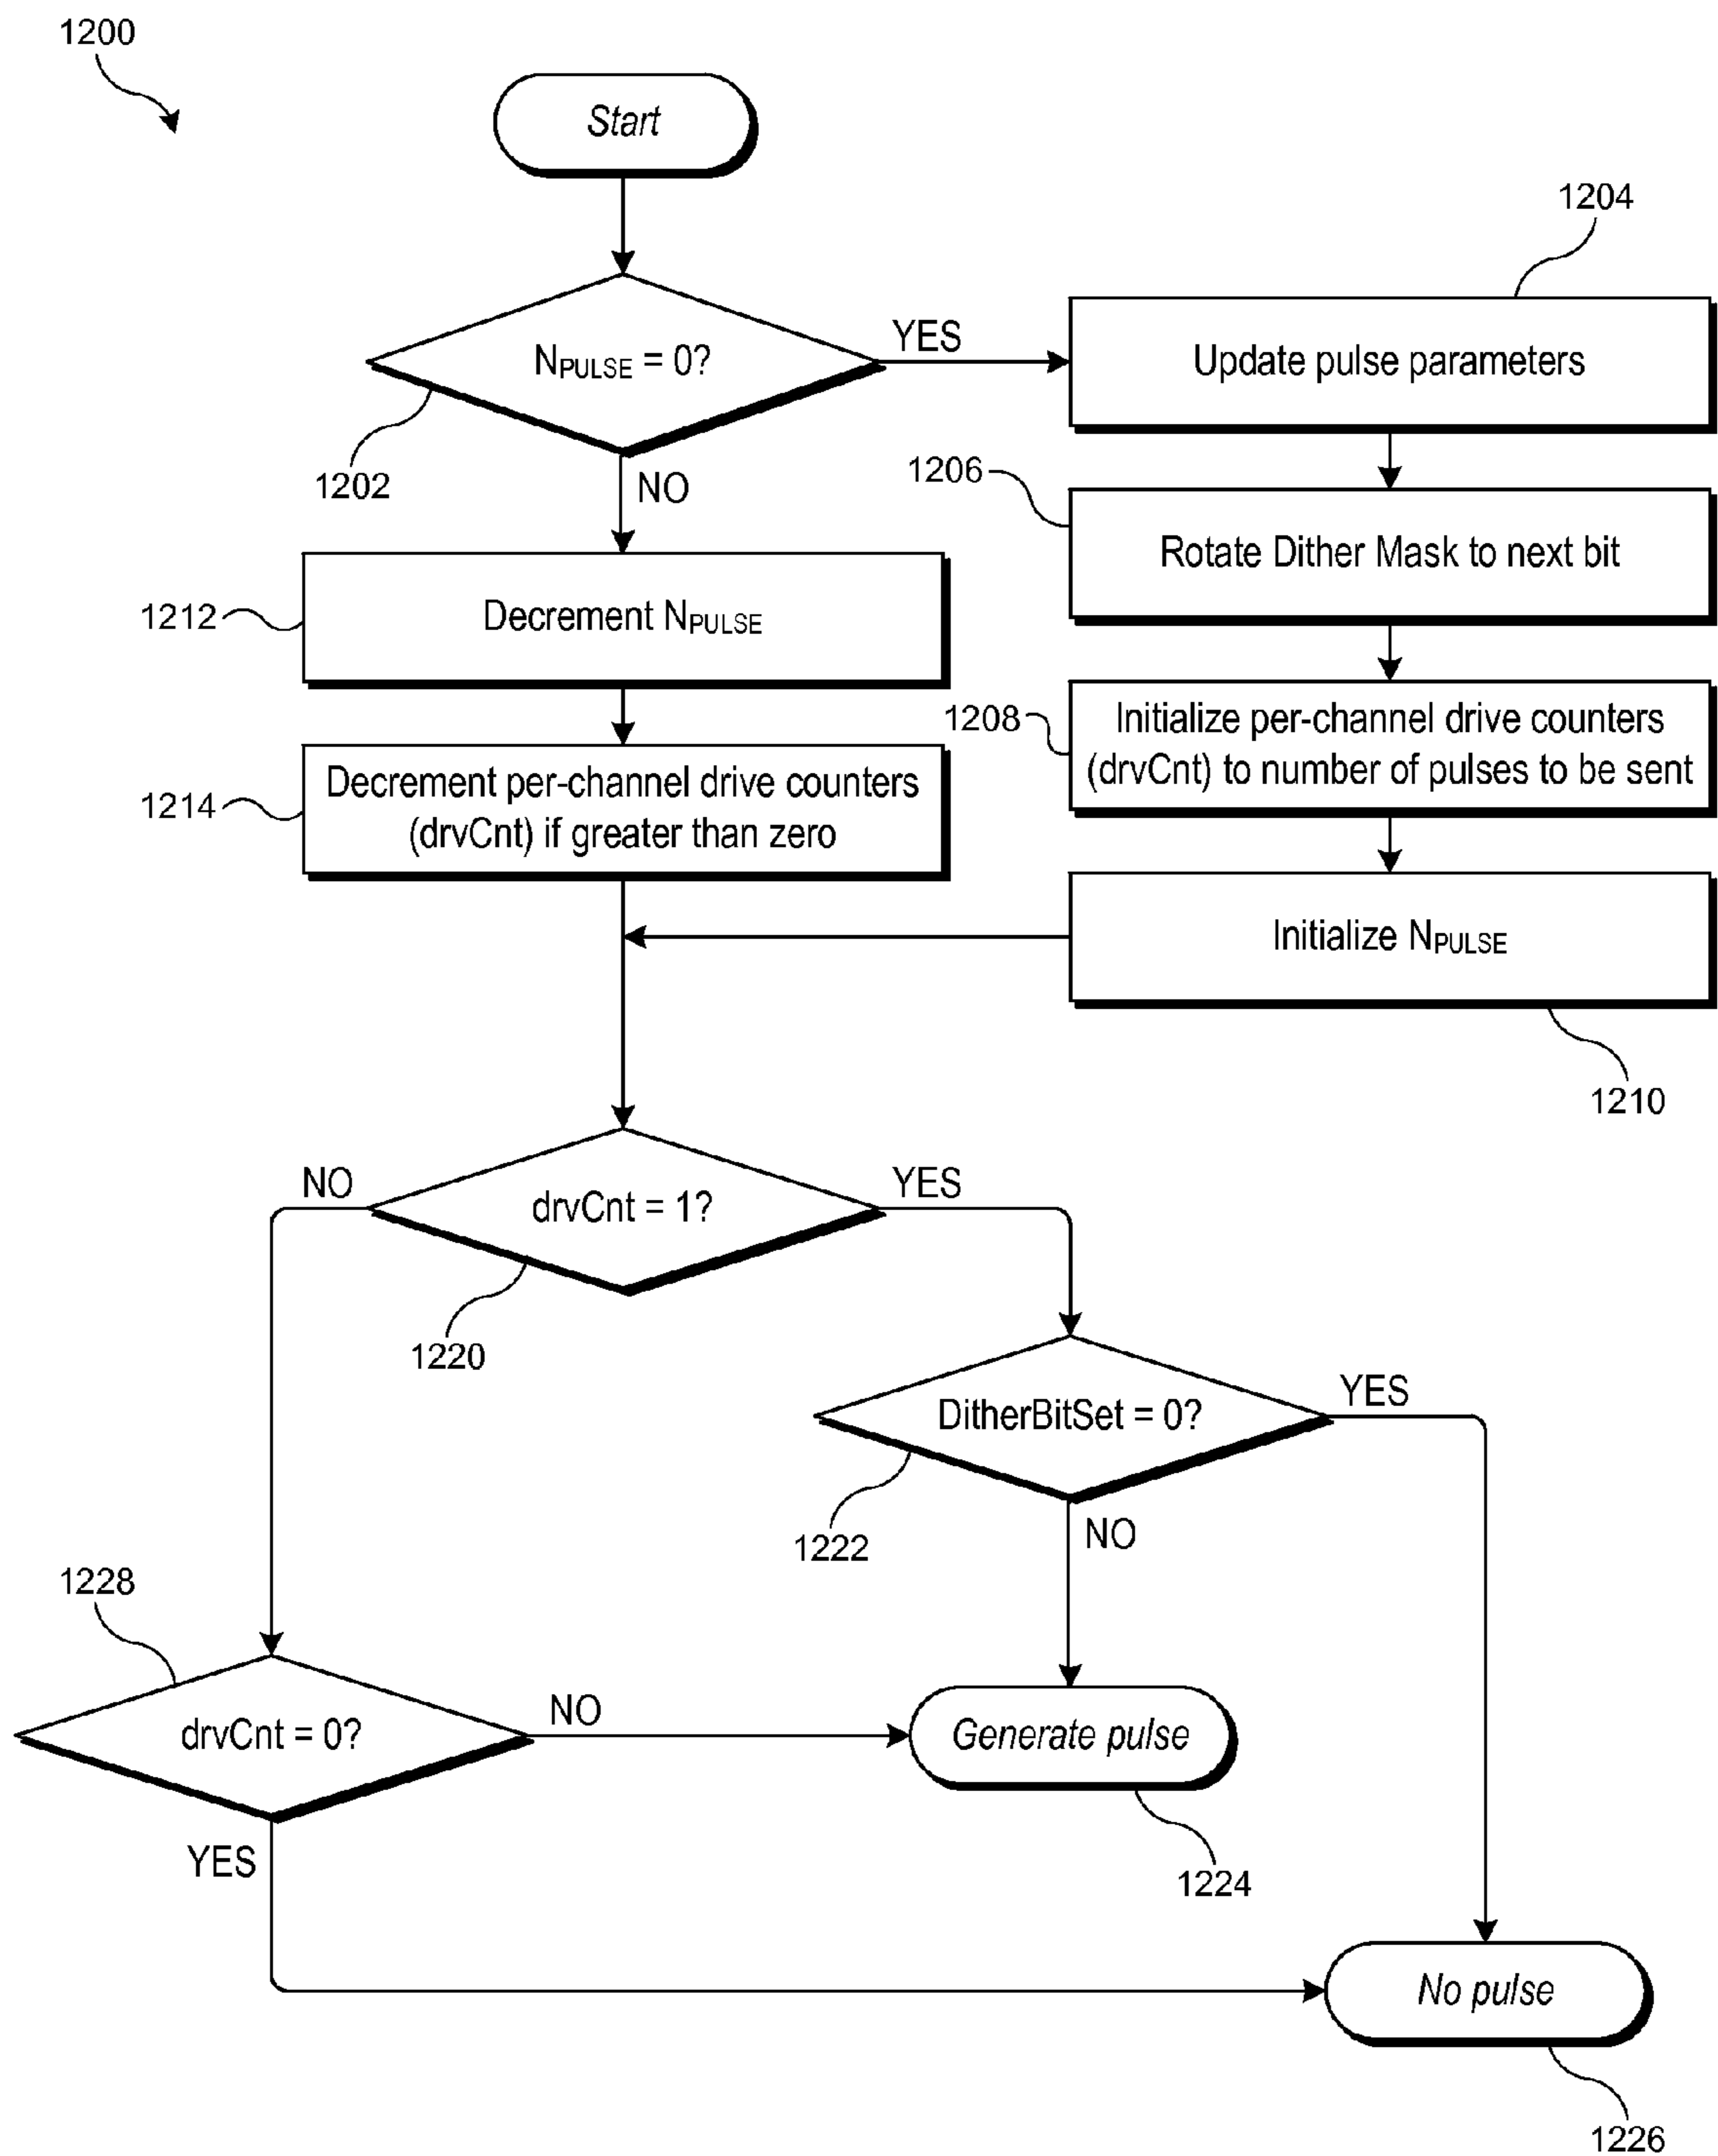 1200
Start
1204
N_PULSE = 0?
YES
Update pulse parameters
1202
NO
1206
Rotate Dither Mask to next bit
1212
Decrement N_PULSE
1208
Initialize per-channel drive counters
(drvCnt) to number of pulses to be sent
1214
Decrement per-channel drive counters
(drvCnt) if greater than zero
Initialize N_PULSE
1210
NO
drvCnt = 1?
YES
1220
DitherBitSet = 0?
YES
1222
NO
1228
drvCnt = 0?
NO
Generate pulse
YES
1224
No pulse
1226